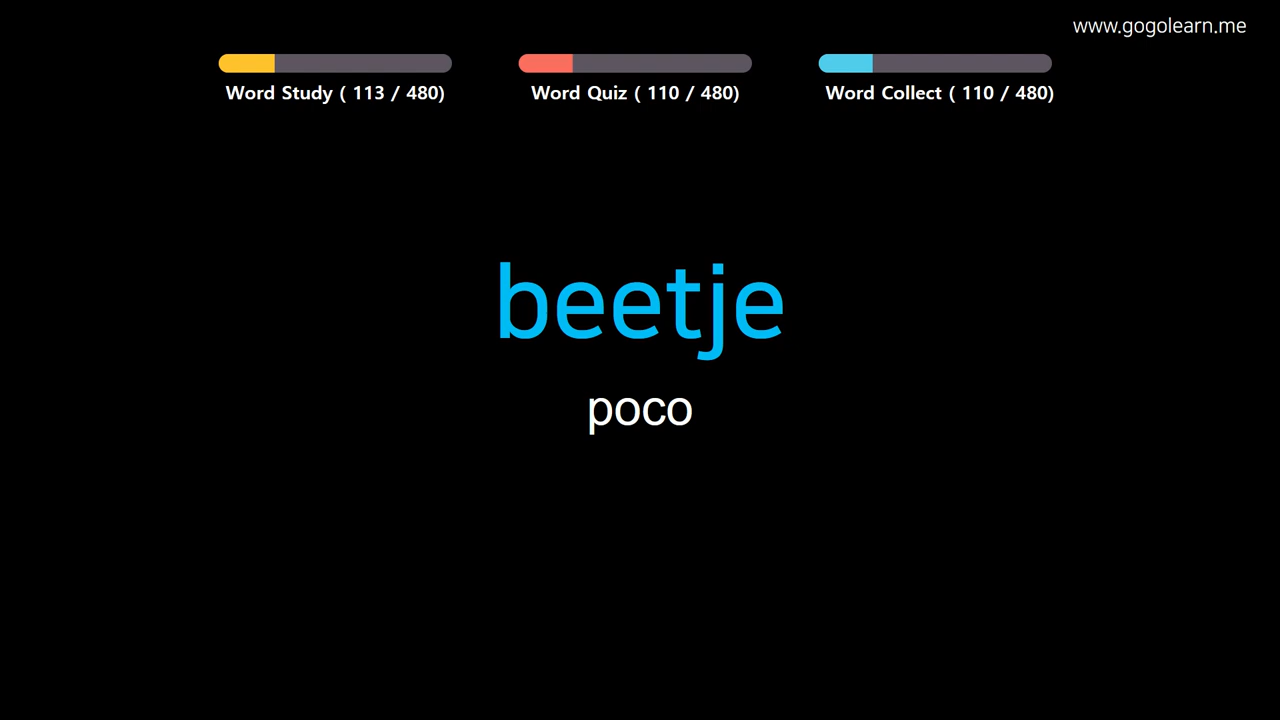 www.gogolearn.me
Word Study ( 113 / 480)
Word Quiz ( 110 / 480)
Word Collect ( 110 / 480)
beetje
poco